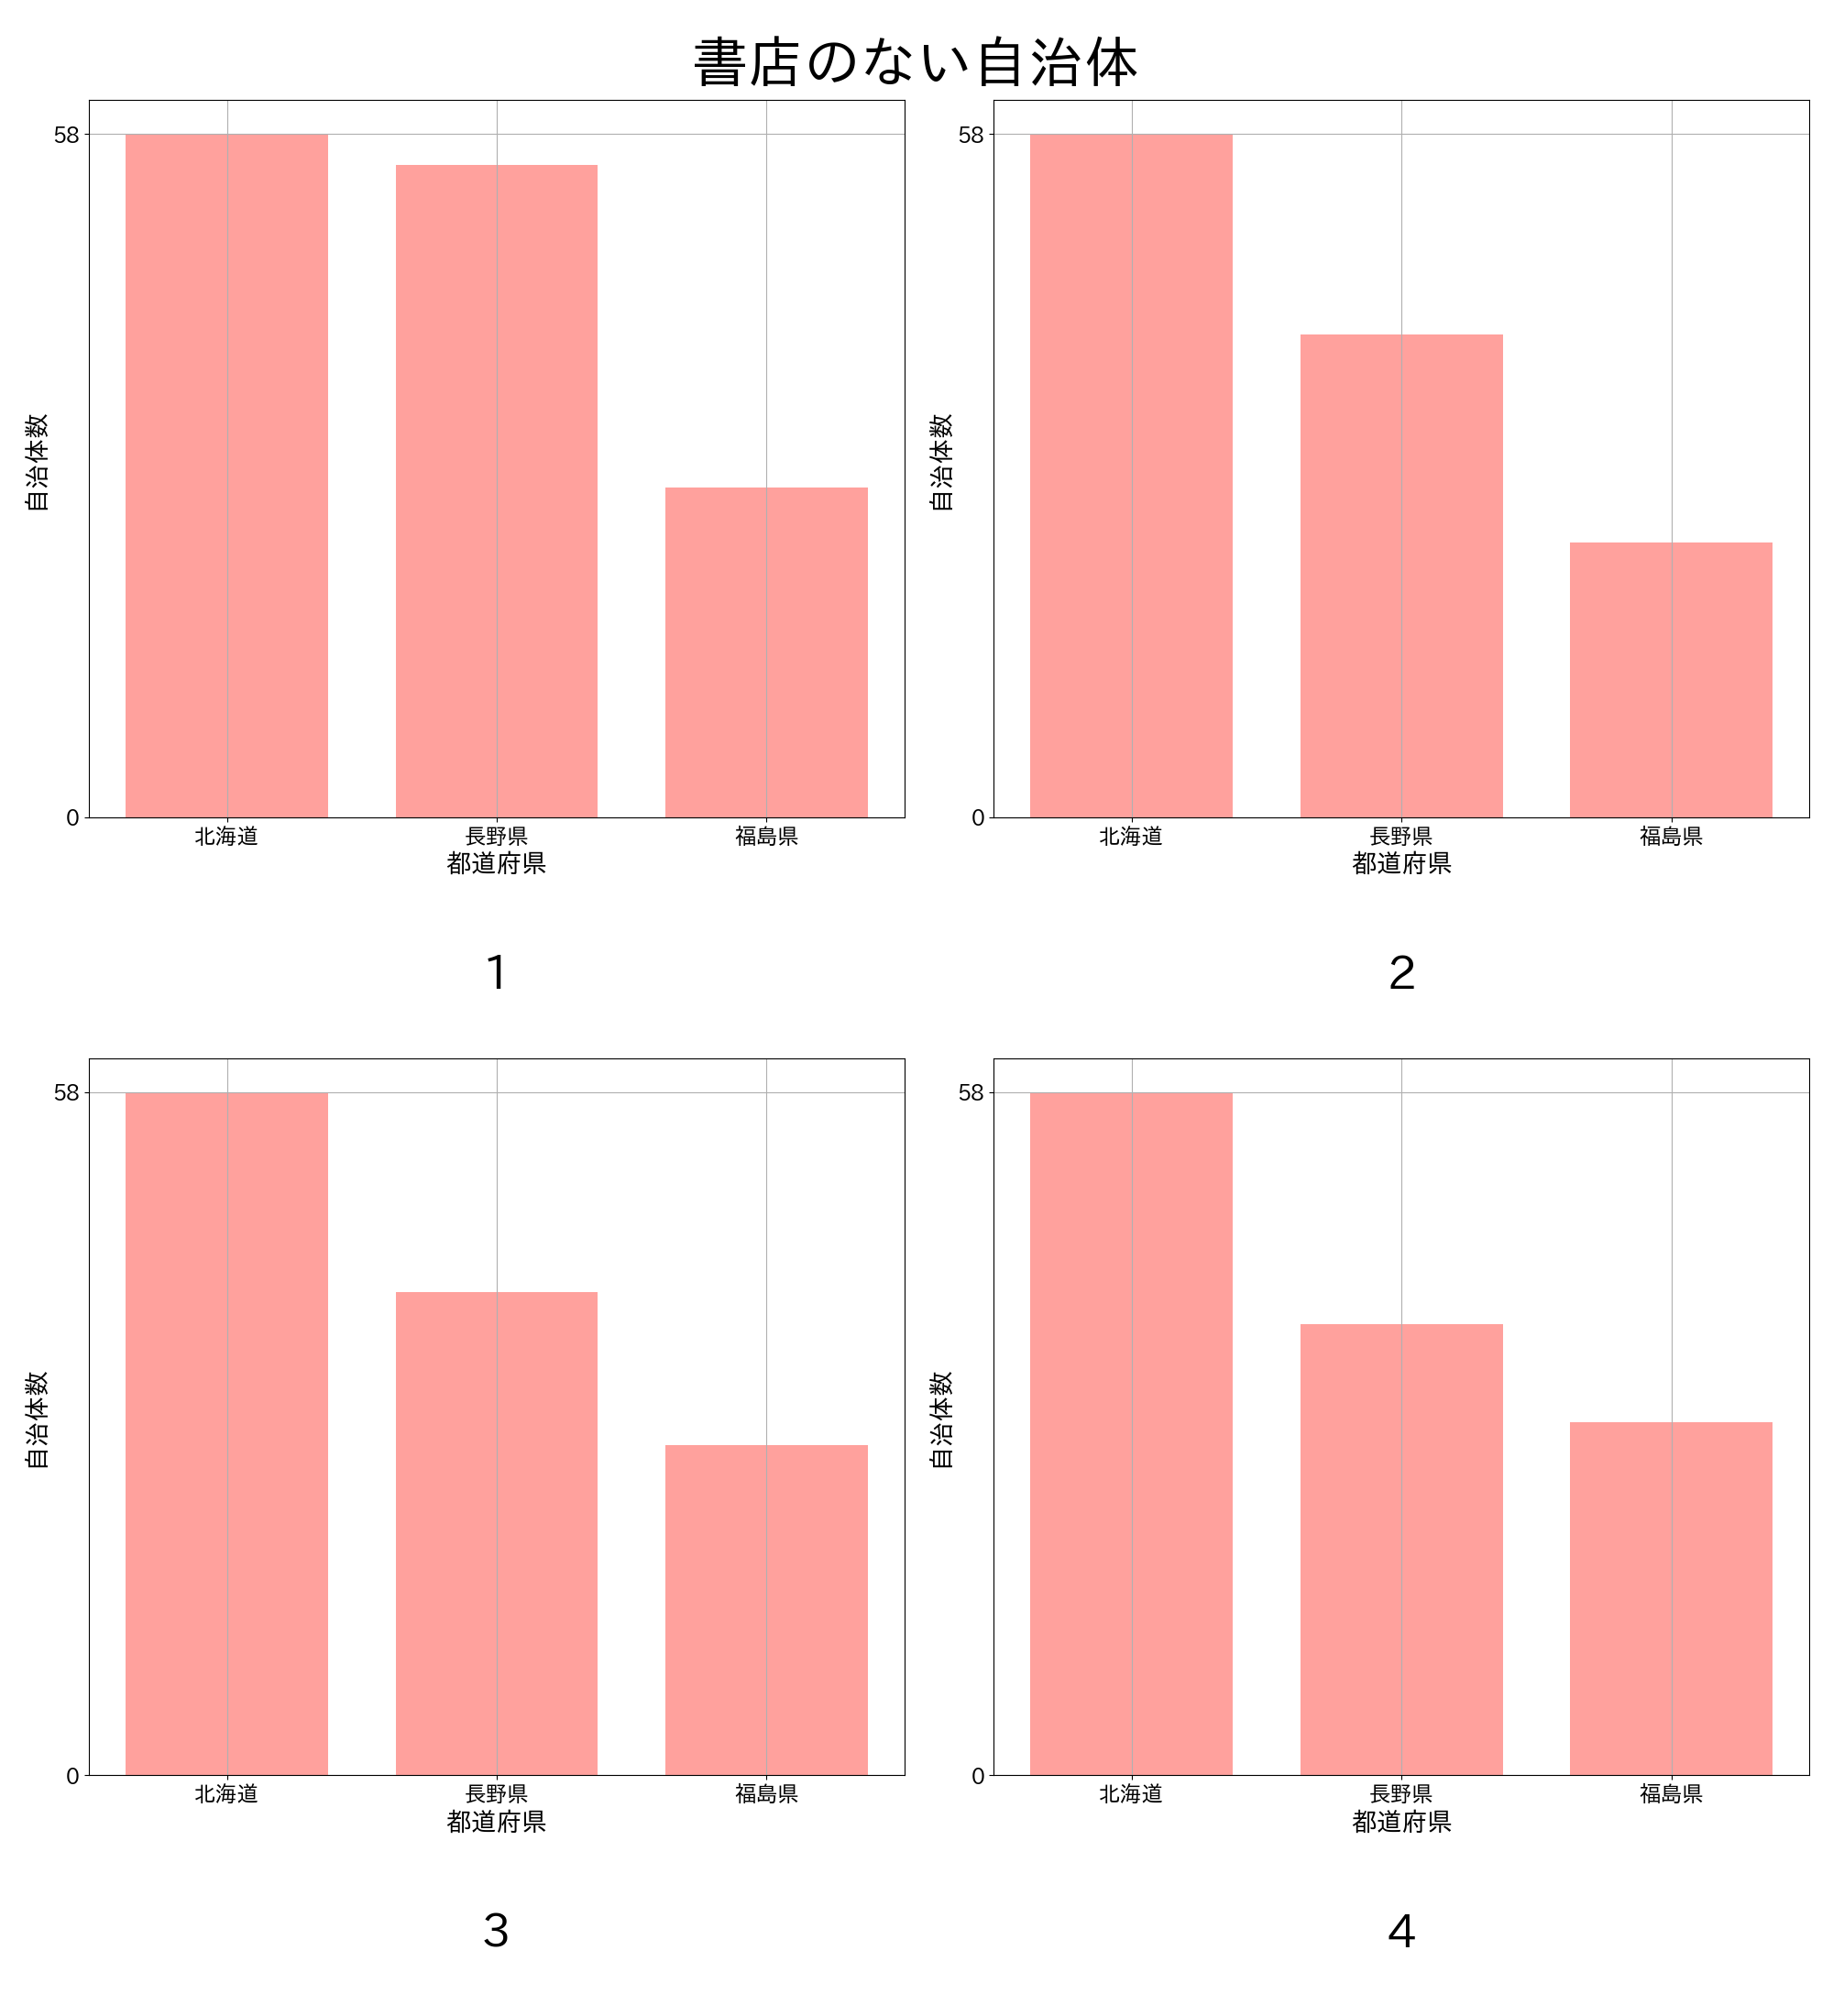 書店のない自治体
58
0
自治体数
北海道 長野県 福島県
都道府県
1
58
0
自治体数
北海道 長野県 福島県
都道府県
2
58
0
自治体数
北海道 長野県 福島県
都道府県
3
58
0
自治体数
北海道 長野県 福島県
都道府県
4